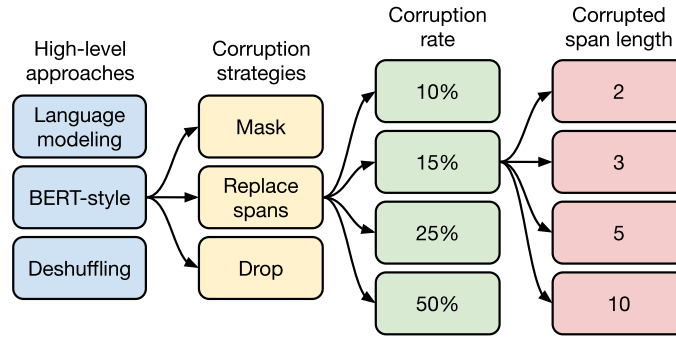 High-level
approaches
Language
modeling
BERT-style
Deshuffling
Corruption
strategies
Mask
Replace
spans
Drop
Corruption
rate
10%
15%
25%
50%
Corrupted
span length
2
3
5
10